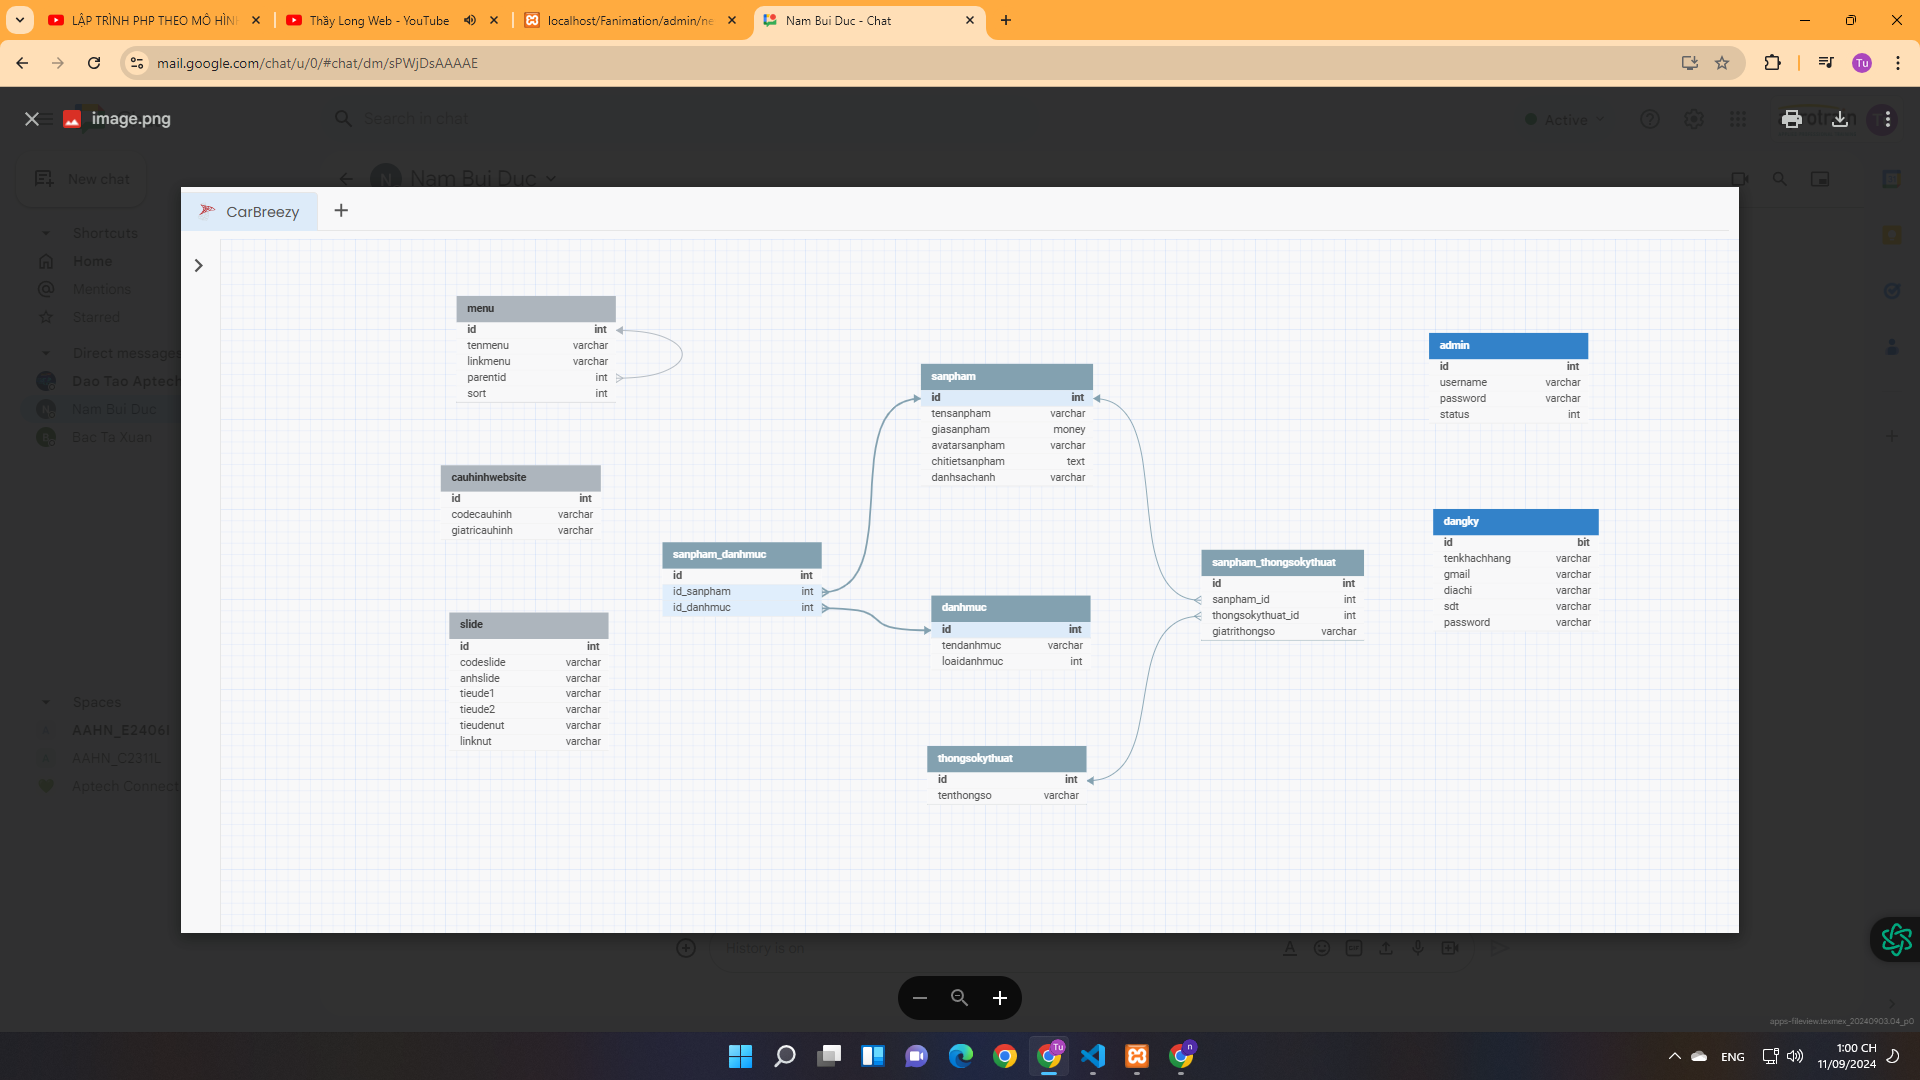 LẬP TRÌNH PHP THEO MÔ HÌNH
Thầy Long Web - YouTube
localhost/Fanimation/admin/ne
Nam Bui Duc - Chat
mail.google.com/chat/u/0/#chat/dm/sPWjDsAAAAE
Tu
image.png
Search in chat
Active
New chat
Nam Bui Duc
Shortcuts
Home
Mentions
Starred
Direct messages
Dao Tao Aptech
Nam Bui Duc
Bac Ta Xuan
Spaces
AAHN_E24061
AAHN_C2311L
Aptech Connect
CarBreezy
menu
id int
tenmenu varchar
linkmenu varchar
parentid int
sort int
cauhinhwebsite
id int
codecauhinh varchar
giatricauhinh varchar
slide
id int
codeslide varchar
anhslide varchar
tieude1 varchar
tieude2 varchar
tieudenut varchar
linknut varchar
sanpham_danhmuc
id int
id_sanpham int
id_danhmuc int
sanpham
id int
tensanpham varchar
giasanpham money
avatarsanpham varchar
chitietsanpham text
danhsachanh varchar
danhmuc
id int
tendanhmuc varchar
loaidanhmuc int
thongsokythuat
id int
tenthongso varchar
sanpham_thongsokythuat
id int
sanpham_id int
thongsokythuat_id int
giatrithongso varchar
admin
id int
username varchar
password varchar
status int
dangky
id bit
tenkhachhang varchar
gmail varchar
diachi varchar
sdt varchar
password varchar
History is on
apps-fileview.texmex_20240903.04_p0
Tu
n
ENG
1:00 CH
11/09/2024